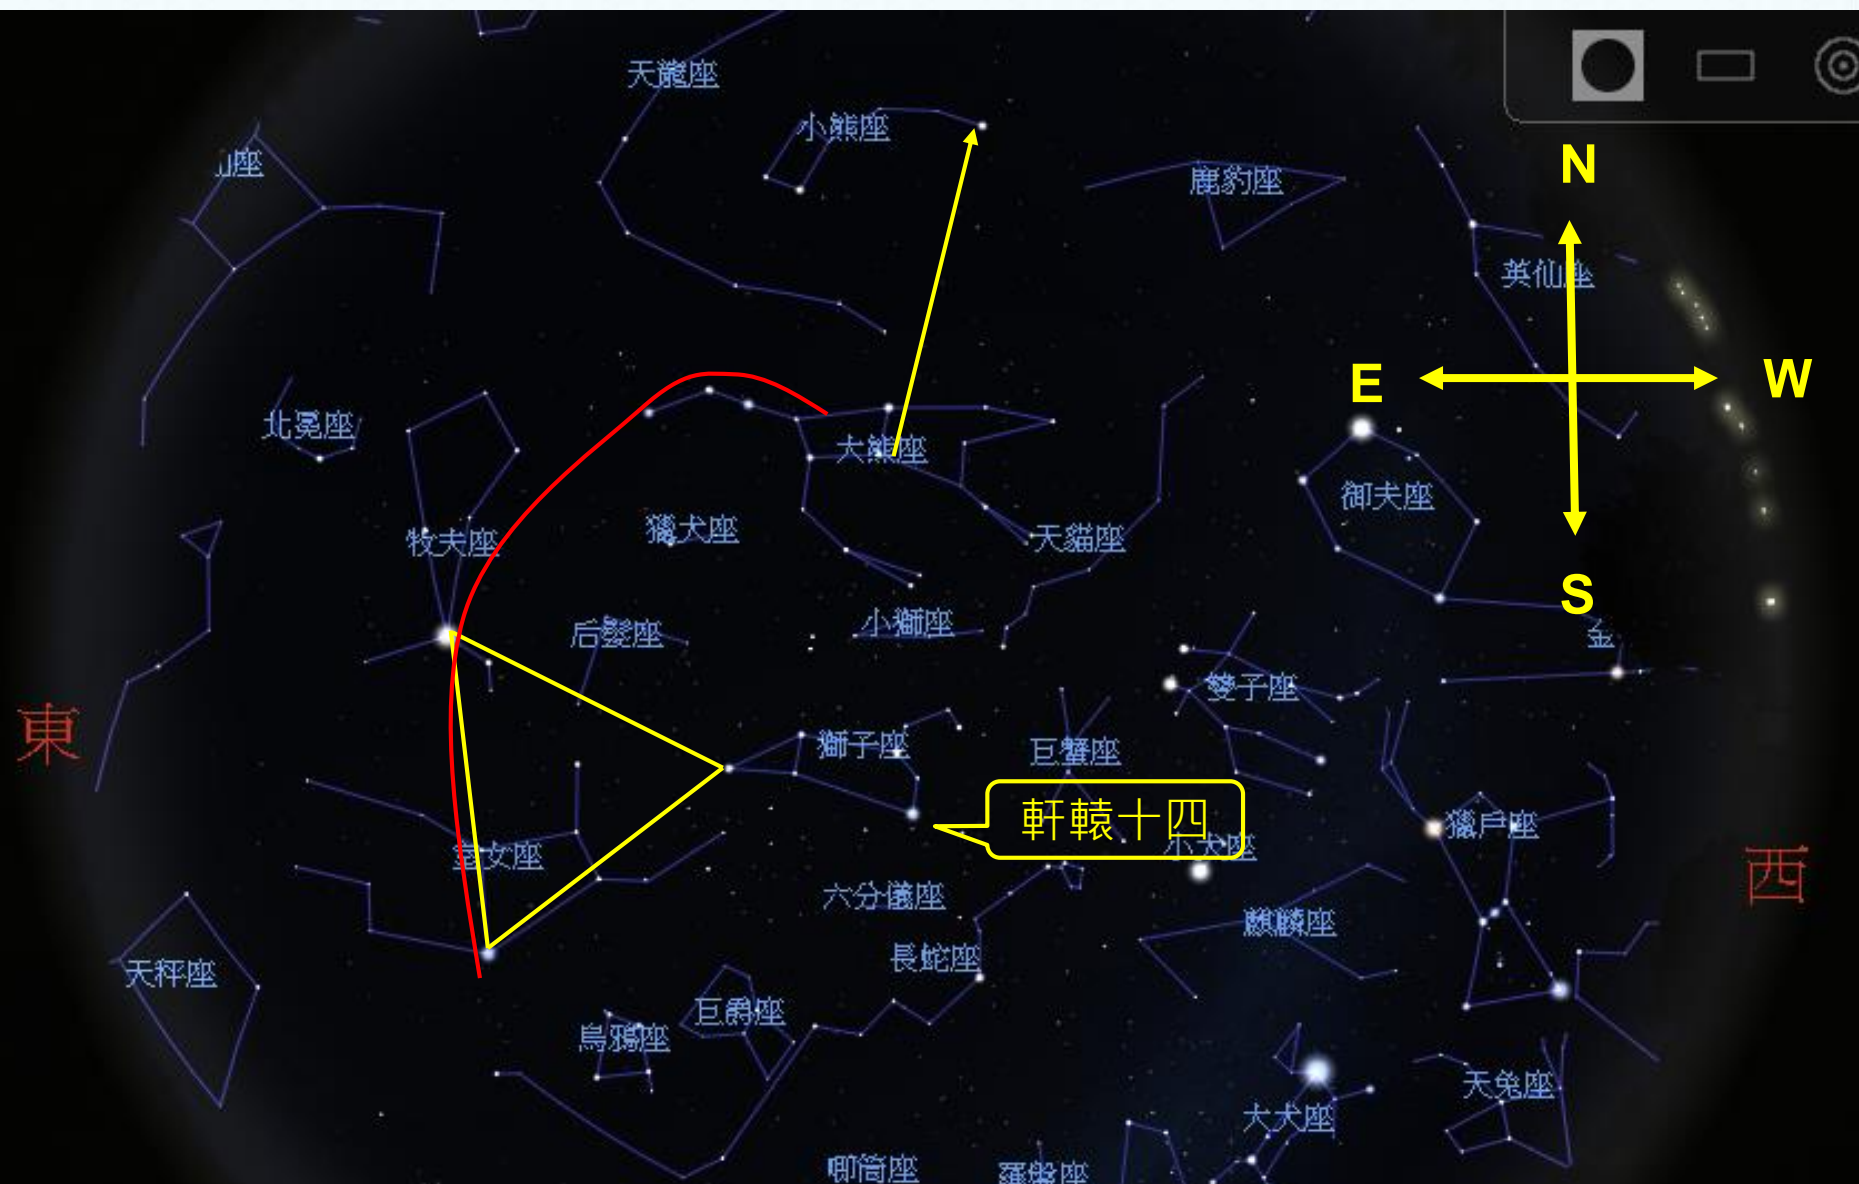 天龍座
小熊座
山座
鹿豹座
N
英仙座
E
W
北冕座
大熊座
御夫座
牧夫座
獵犬座
天貓座
S
小獅座
后髮座
金
雙子座
東
獅子座
巨蟹座
軒轅十四
獵戶座
小犬座
室女座
西
六分儀座
麒麟座
長蛇座
天秤座
巨爵座
烏鴉座
天兔座
大犬座
唧筒座
羅盤座